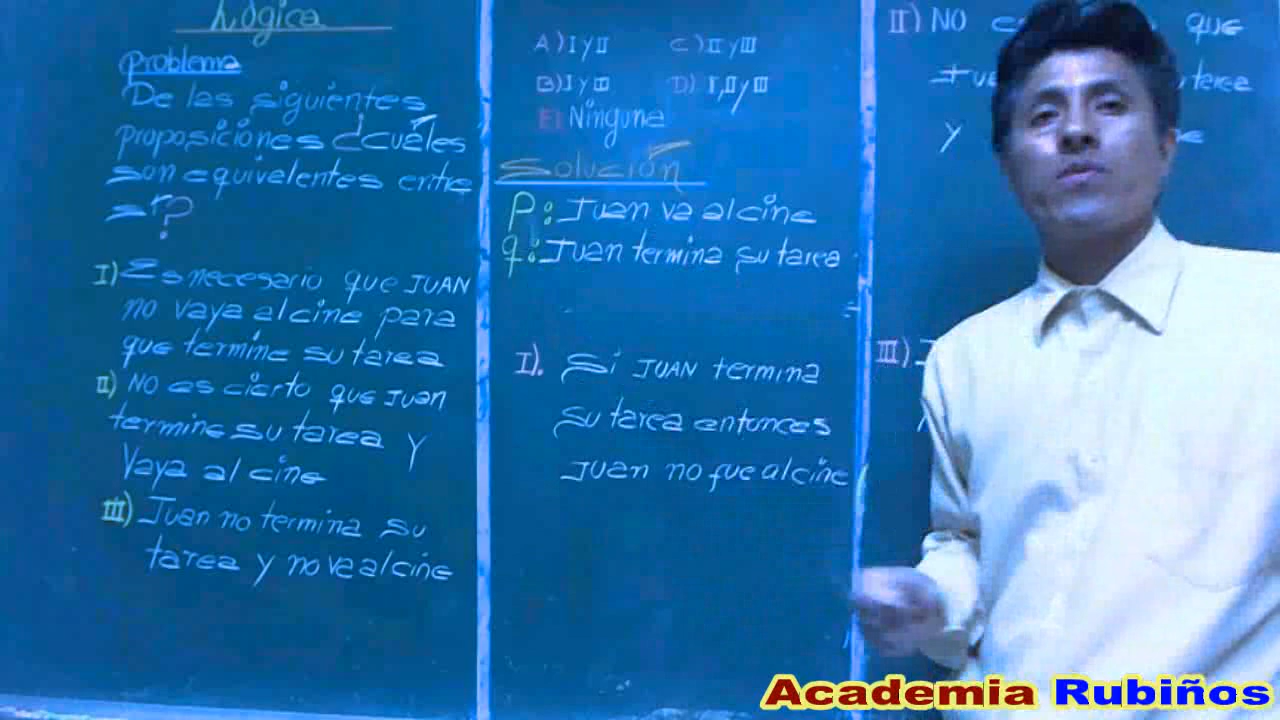 Lógica
problema
De las siguientes
proposiciones ¿cuáles
son equivalentes entre
sí?
I) Es necesario que JUAN
no vaya al cine para
que termine su tarea
II) NO es cierto que Juan
termine su tarea y
Vaya al cine
III) Juan no termina su
tarea y no ve al cine
A) I y II
C) II y III
B) I y III
D) I, II y III
E) Ninguna
Solución
P: Juan va al cine
q: Juan termina su tarea
I). Si JUAN termina
su tarea entonces
Juan no fue al cine
II) NO
que
tarea
y
III)
Academia Rubiños